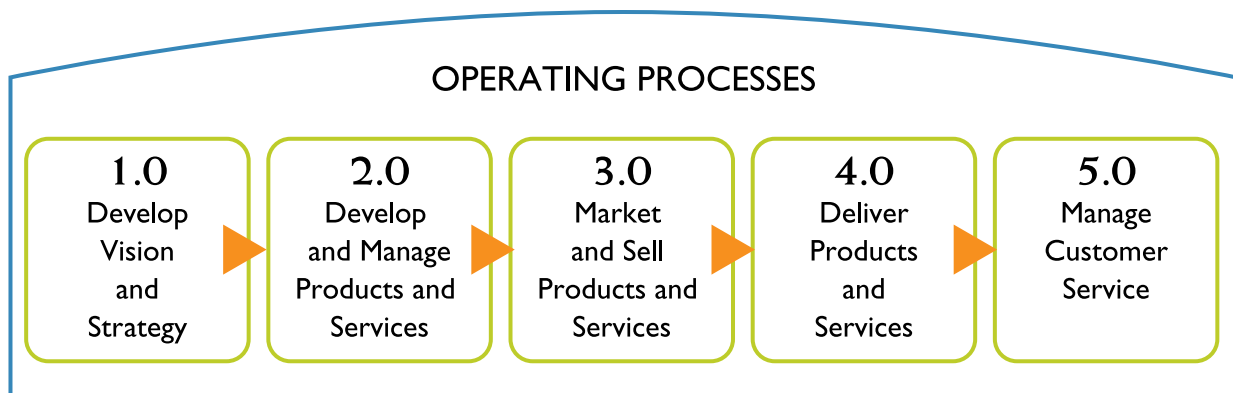 OPERATING PROCESSES
1.0
Develop
Vision
and
Strategy
2.0
Develop
and Manage
Products and
Services
3.0
Market
and Sell
Products and
Services
4.0
Deliver
Products
and
Services
5.0
Manage
Customer
Service